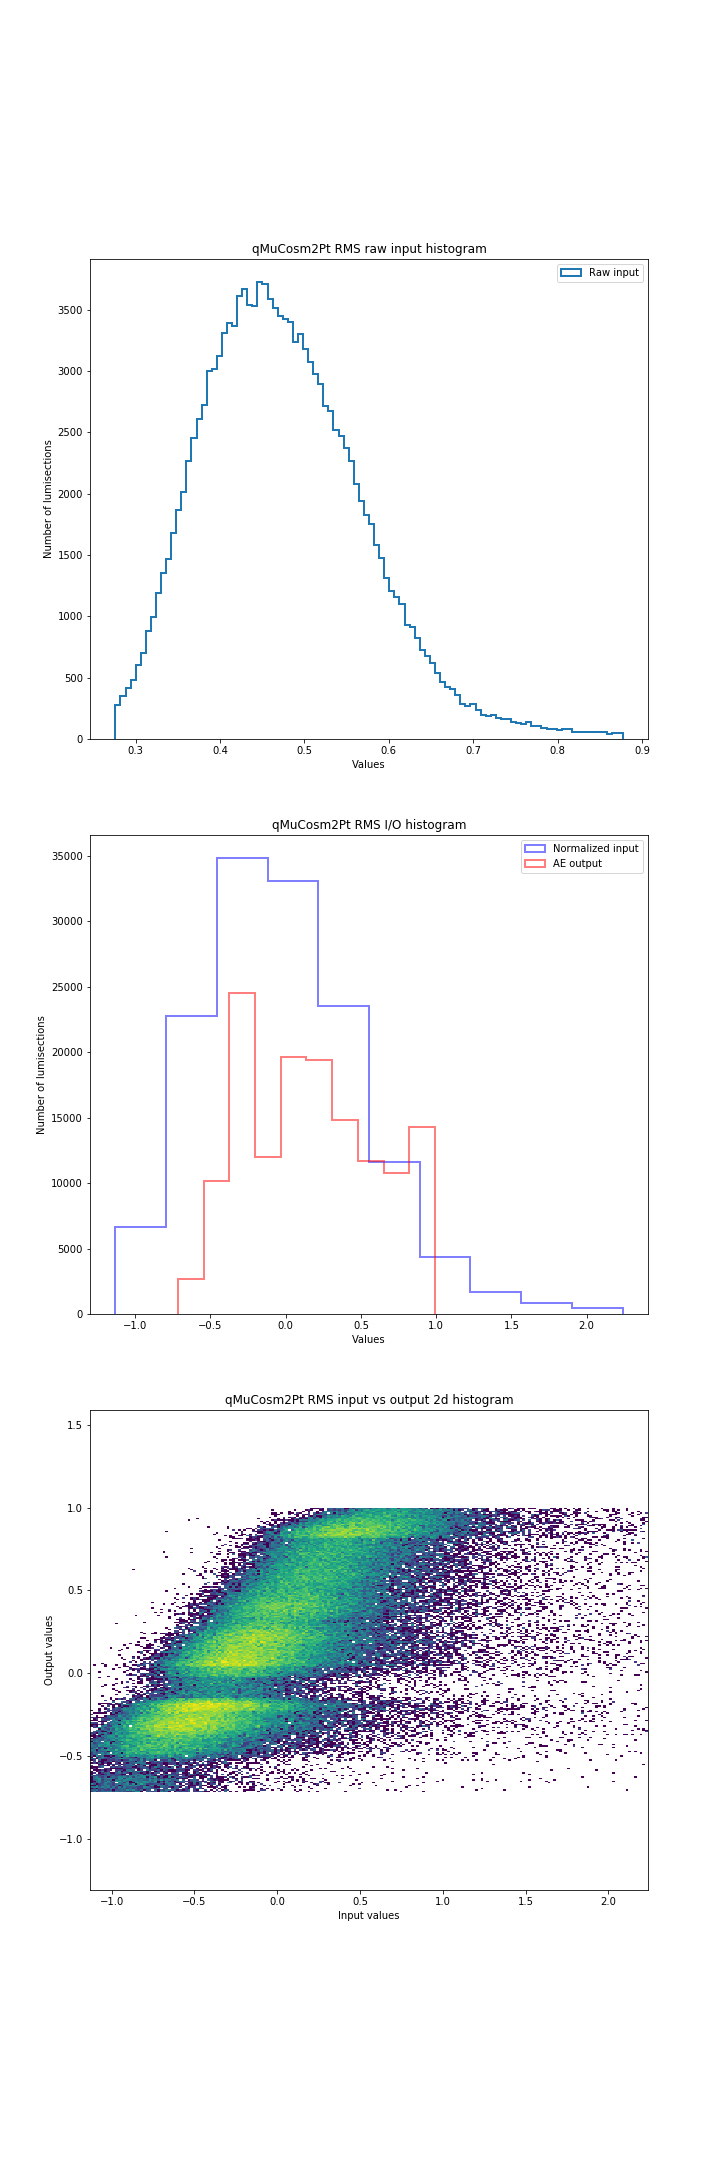 qMuCosm2Pt RMS raw input histogram
Raw input
3500
3000
2500
2000
1500
1000
500
0
Number of lumisections
0.3 0.4 0.5 0.6 0.7 0.8 0.9
Values
qMuCosm2Pt RMS I/O histogram
Normalized input
AE output
35000
30000
25000
20000
15000
10000
5000
0
Number of lumisections
−1.0 −0.5 0.0 0.5 1.0 1.5 2.0
Values
qMuCosm2Pt RMS input vs output 2d histogram
1.5
1.0
0.5
0.0
−0.5
−1.0
Output values
−1.0 −0.5 0.0 0.5 1.0 1.5 2.0
Input values